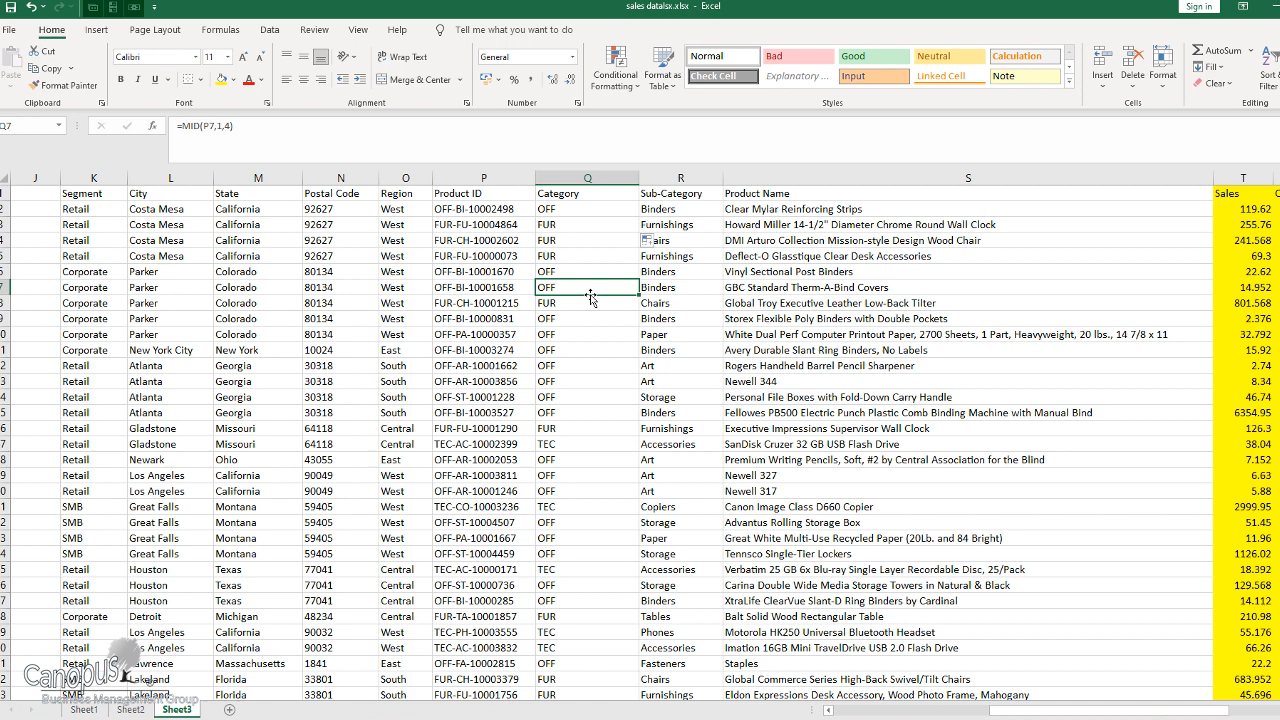 sales datalsx.xlsx - Excel
Sign in
File Home Insert Page Layout Formulas Data Review View Help Tell me what you want to do
Cut
Copy
Format Painter
Paste
Calibri 11
Wrap Text
Merge & Center
General
Conditional Formatting
Format as Table
Normal Bad Good Neutral Calculation
Check Cell Explanatory ... Input Linked Cell Note
Insert Delete Format
AutoSum
Fill
Clear
Sort &
Filter
Clipboard Font Alignment Number Styles Cells Editing
Q7 =MID(P7,1,4)
J K L M N O P Q R S T
Segment City State Postal Code Region Product ID Category Sub-Category Product Name Sales
Retail Costa Mesa California 92627 West OFF-BI-10002498 OFF Binders Clear Mylar Reinforcing Strips 119.62
Retail Costa Mesa California 92627 West FUR-FU-10004864 FUR Furnishings Howard Miller 14-1/2" Diameter Chrome Round Wall Clock 255.76
Retail Costa Mesa California 92627 West FUR-CH-10002602 FUR airs DMI Arturo Collection Mission-style Design Wood Chair 241.568
Retail Costa Mesa California 92627 West FUR-FU-10000073 FUR Furnishings Deflect-O Glasstique Clear Desk Accessories 69.3
Corporate Parker Colorado 80134 West OFF-BI-10001670 OFF Binders Vinyl Sectional Post Binders 22.62
Corporate Parker Colorado 80134 West OFF-BI-10001658 OFF Binders GBC Standard Therm-A-Bind Covers 14.952
Corporate Parker Colorado 80134 West FUR-CH-10001215 FUR Chairs Global Troy Executive Leather Low-Back Tilter 801.568
Corporate Parker Colorado 80134 West OFF-BI-10000831 OFF Binders Storex Flexible Poly Binders with Double Pockets 2.376
Corporate Parker Colorado 80134 West OFF-PA-10000357 OFF Paper White Dual Perf Computer Printout Paper, 2700 Sheets, 1 Part, Heavyweight, 20 lbs., 14 7/8 x 11 32.792
Corporate New York City New York 10024 East OFF-BI-10003274 OFF Binders Avery Durable Slant Ring Binders, No Labels 15.92
Retail Atlanta Georgia 30318 South OFF-AR-10001662 OFF Art Rogers Handheld Barrel Pencil Sharpener 2.74
Retail Atlanta Georgia 30318 South OFF-AR-10003856 OFF Art Newell 344 8.34
Retail Atlanta Georgia 30318 South OFF-ST-10001228 OFF Storage Personal File Boxes with Fold-Down Carry Handle 46.74
Retail Atlanta Georgia 30318 South OFF-BI-10003527 OFF Binders Fellowes PB500 Electric Punch Plastic Comb Binding Machine with Manual Bind 6354.95
Retail Gladstone Missouri 64118 Central FUR-FU-10001290 FUR Furnishings Executive Impressions Supervisor Wall Clock 126.3
Retail Gladstone Missouri 64118 Central TEC-AC-10002399 TEC Accessories SanDisk Cruzer 32 GB USB Flash Drive 38.04
Retail Newark Ohio 43055 East OFF-AR-10002053 OFF Art Premium Writing Pencils, Soft, #2 by Central Association for the Blind 7.152
Retail Los Angeles California 90049 West OFF-AR-10003811 OFF Art Newell 327 6.63
Retail Los Angeles California 90049 West OFF-AR-10001246 OFF Art Newell 317 5.88
SMB Great Falls Montana 59405 West TEC-CO-10003236 TEC Copiers Canon Image Class D660 Copier 2999.95
SMB Great Falls Montana 59405 West OFF-ST-10004507 OFF Storage Advantus Rolling Storage Box 51.45
SMB Great Falls Montana 59405 West OFF-PA-10001667 OFF Paper Great White Multi-Use Recycled Paper (20Lb. and 84 Bright) 11.96
SMB Great Falls Montana 59405 West OFF-ST-10004459 OFF Storage Tennsco Single-Tier Lockers 1126.02
Retail Houston Texas 77041 Central TEC-AC-10000171 TEC Accessories Verbatim 25 GB 6x Blu-ray Single Layer Recordable Disc, 25/Pack 18.392
Retail Houston Texas 77041 Central OFF-ST-10000736 OFF Storage Carina Double Wide Media Storage Towers in Natural & Black 129.568
Retail Houston Texas 77041 Central OFF-BI-10000285 OFF Binders XtraLife ClearVue Slant-D Ring Binders by Cardinal 14.112
Corporate Detroit Michigan 48234 Central FUR-TA-10001857 FUR Tables Balt Solid Wood Rectangular Table 210.98
Retail Los Angeles California 90032 West TEC-PH-10003555 TEC Phones Motorola HK250 Universal Bluetooth Headset 55.176
Los Angeles California 90032 West TEC-AC-10003832 TEC Accessories Imation 16GB Mini TravelDrive USB 2.0 Flash Drive 66.26
Retail Lawrence Massachusetts 1841 East OFF-FA-10002815 OFF Fasteners Staples 22.2
Lakeland Florida 33801 South FUR-CH-10003379 FUR Chairs Global Commerce Series High-Back Swivel/Tilt Chairs 683.952
SMB Lakeland Florida 33801 South FUR-FU-10001756 FUR Furnishings Eldon Expressions Desk Accessory, Wood Photo Frame, Mahogany 45.696
Canopus
Business Management Group
Sheet1 Sheet2 Sheet3